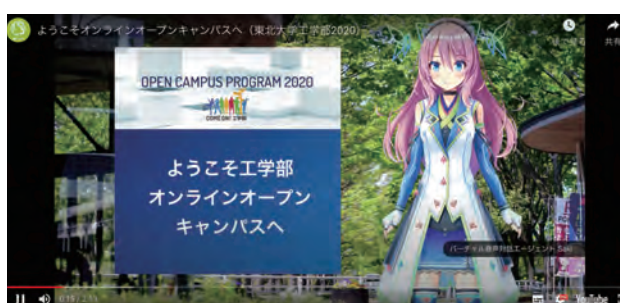 ようこそオンラインオープンキャンパスへ（東北大学工学部2020）
共有
OPEN CAMPUS PROGRAM 2020
ようこそ工学部
オンラインオープン
キャンパスへ
バーチャル音声対話エージェント
YouTube